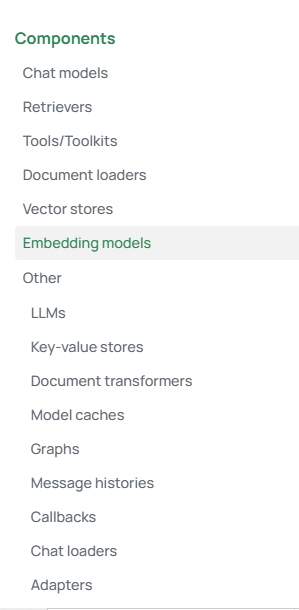 Components
Chat models
Retrievers
Tools/Toolkits
Document loaders
Vector stores
Embedding models
Other
LLMs
Key-value stores
Document transformers
Model caches
Graphs
Message histories
Callbacks
Chat loaders
Adapters